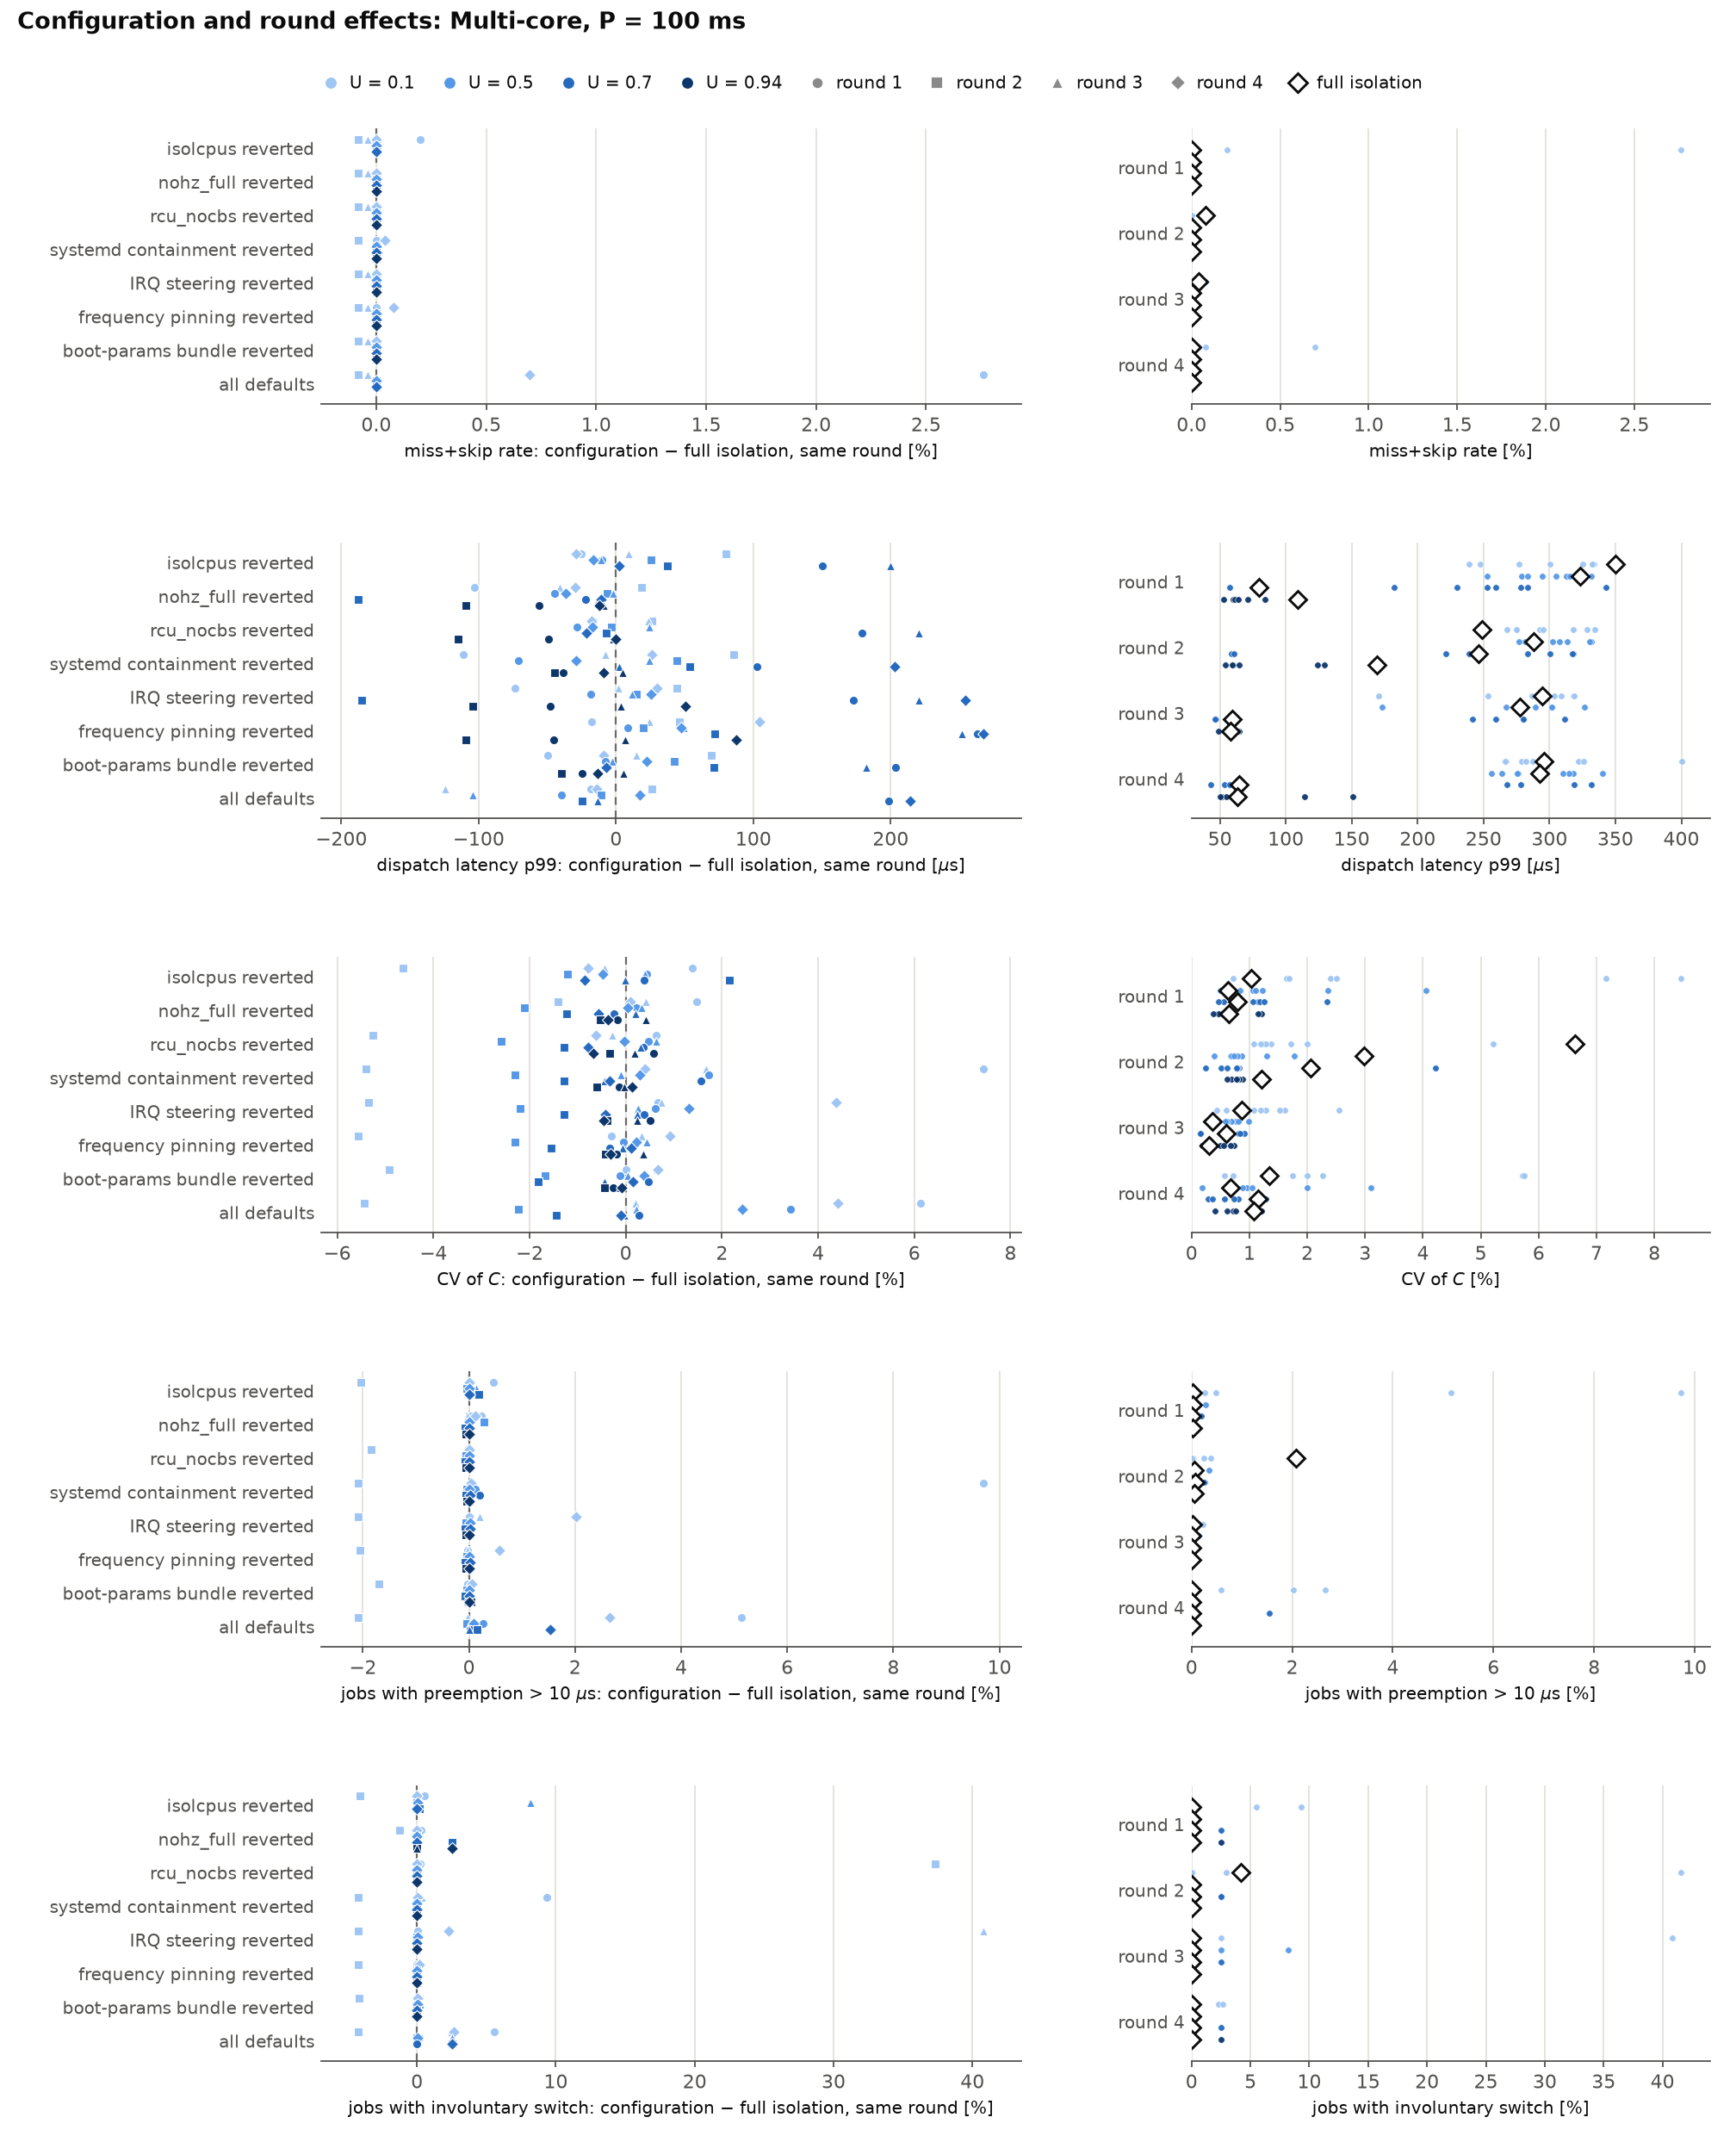 Configuration and round effects: Multi-core, P = 100 ms
U = 0.1 U = 0.5 U = 0.7 U = 0.94 round 1 round 2 round 3 round 4 full isolation
isolcpus reverted
nohz_full reverted
rcu_nocbs reverted
systemd containment reverted
IRQ steering reverted
frequency pinning reverted
boot-params bundle reverted
all defaults
0.0 0.5 1.0 1.5 2.0 2.5
miss+skip rate: configuration − full isolation, same round [%]
round 1
round 2
round 3
round 4
0.0 0.5 1.0 1.5 2.0 2.5
miss+skip rate [%]
isolcpus reverted
nohz_full reverted
rcu_nocbs reverted
systemd containment reverted
IRQ steering reverted
frequency pinning reverted
boot-params bundle reverted
all defaults
−200 −100 0 100 200
dispatch latency p99: configuration − full isolation, same round [μs]
round 1
round 2
round 3
round 4
50 100 150 200 250 300 350 400
dispatch latency p99 [μs]
isolcpus reverted
nohz_full reverted
rcu_nocbs reverted
systemd containment reverted
IRQ steering reverted
frequency pinning reverted
boot-params bundle reverted
all defaults
−6 −4 −2 0 2 4 6 8
CV of C: configuration − full isolation, same round [%]
round 1
round 2
round 3
round 4
0 1 2 3 4 5 6 7 8
CV of C [%]
isolcpus reverted
nohz_full reverted
rcu_nocbs reverted
systemd containment reverted
IRQ steering reverted
frequency pinning reverted
boot-params bundle reverted
all defaults
−2 0 2 4 6 8 10
jobs with preemption > 10 μs: configuration − full isolation, same round [%]
round 1
round 2
round 3
round 4
0 2 4 6 8 10
jobs with preemption > 10 μs [%]
isolcpus reverted
nohz_full reverted
rcu_nocbs reverted
systemd containment reverted
IRQ steering reverted
frequency pinning reverted
boot-params bundle reverted
all defaults
0 10 20 30 40
jobs with involuntary switch: configuration − full isolation, same round [%]
round 1
round 2
round 3
round 4
0 5 10 15 20 25 30 35 40
jobs with involuntary switch [%]